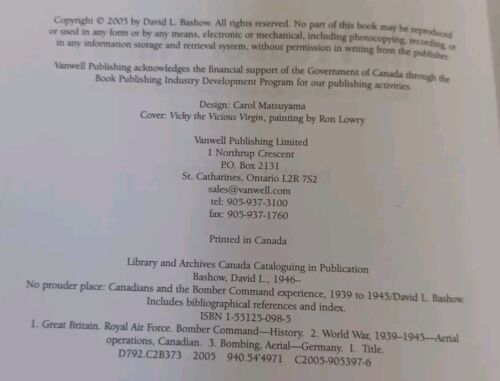 Copyright © 2005 by David L. Bashow. All rights reserved. No part of this book may be reproduced
or used in any form or by any means, electronic or mechanical, including photocopying, recording, or
in any information storage and retrieval system, without permission in writing from the publisher.
Vanwell Publishing acknowledges the financial support of the Government of Canada through the
Book Publishing Industry Development Program for our publishing activities.
Design: Carol Matsuyama
Cover: Vicky the Vicious Virgin, painting by Ron Lowry
Vanwell Publishing Limited
1 Northrup Crescent
P.O. Box 2131
St. Catharines, Ontario L2R 7S2
sales@vanwell.com
tel: 905-937-3100
fax: 905-937-1760
Printed in Canada
Library and Archives Canada Cataloguing in Publication
Bashow, David L., 1946–
No prouder place: Canadians and the Bomber Command experience, 1939 to 1945/David L. Bashow.
Includes bibliographical references and index.
ISBN 1-55125-098-5
1. Great Britain. Royal Air Force. Bomber Command—History. 2. World War, 1939-1945—Aerial
operations, Canadian. 3. Bombing, Aerial—Germany. I. Title.
D792.C2B373 2005 940.54'4971 C2005-905397-6